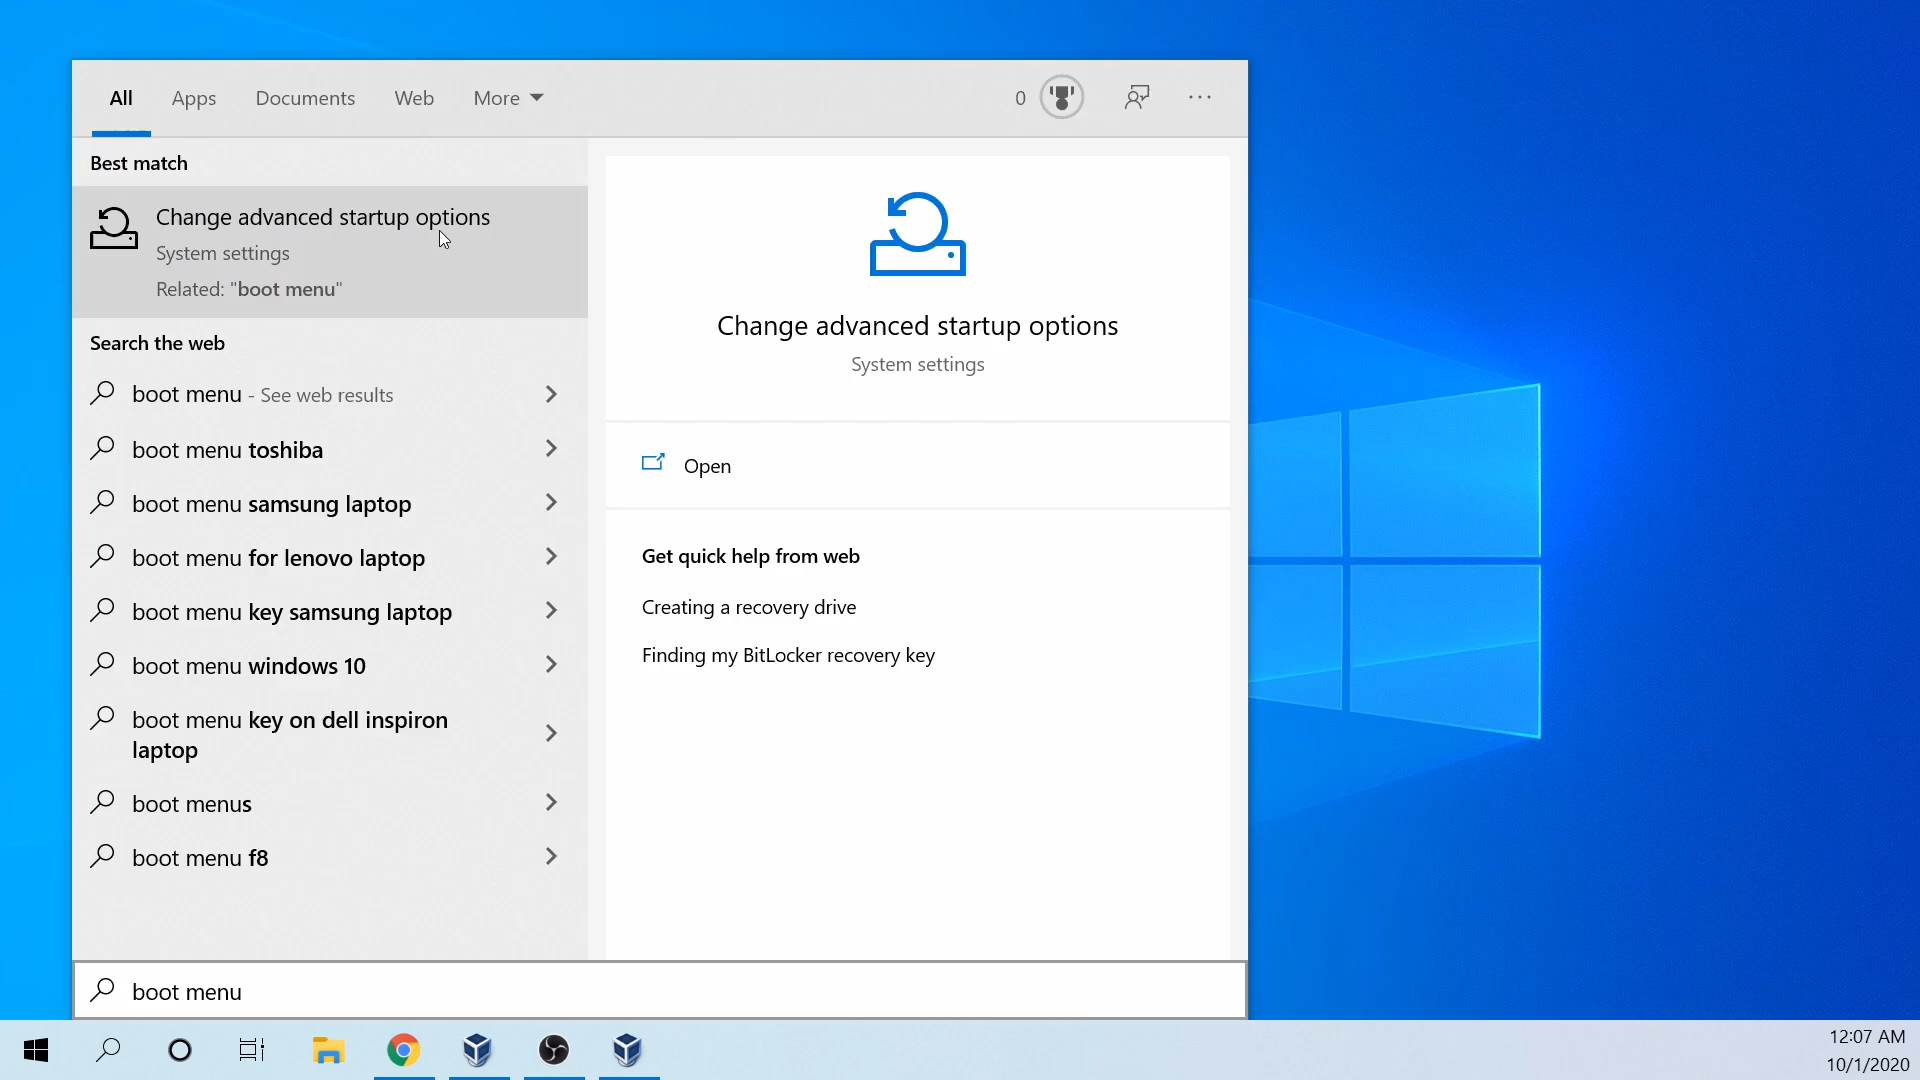 All Apps Documents Web More 0
Best match
Change advanced startup options
System settings
Related: "boot menu"
Search the web
boot menu - See web results
boot menu toshiba
boot menu samsung laptop
boot menu for lenovo laptop
boot menu key samsung laptop
boot menu windows 10
boot menu key on dell inspiron
laptop
boot menus
boot menu f8
Change advanced startup options
System settings
Open
Get quick help from web
Creating a recovery drive
Finding my BitLocker recovery key
boot menu
12:07 AM
10/1/2020